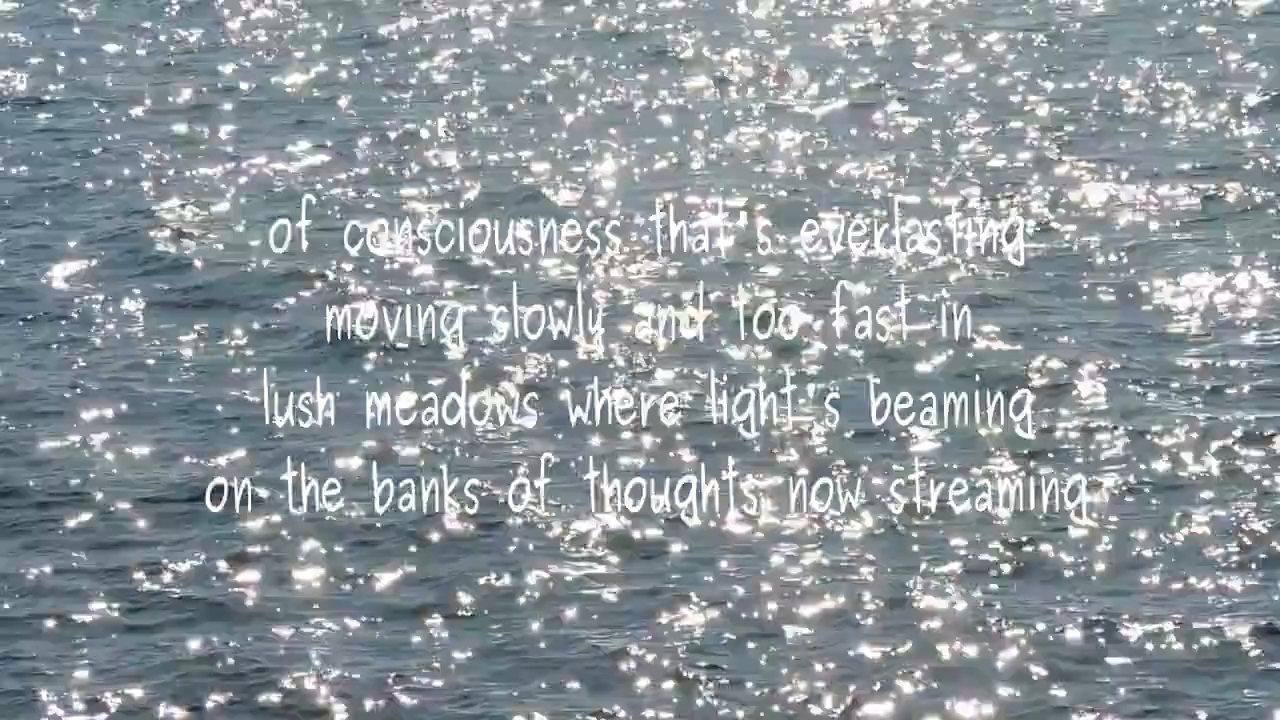 of consciousness that's everlasting
moving slowly and too fast in
lush meadows where light's beaming
on the banks of thoughts now streaming